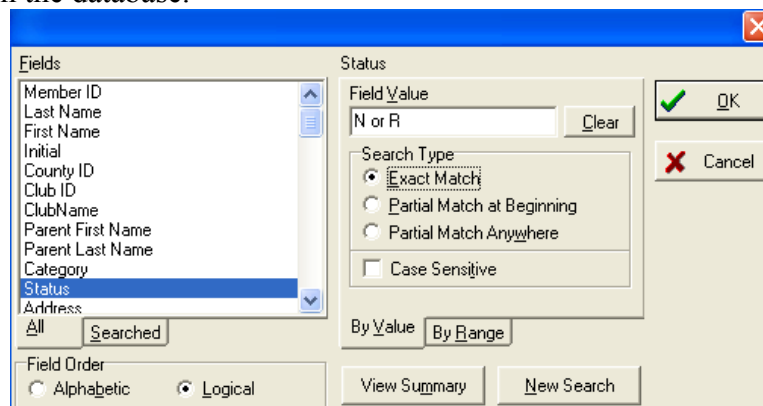 Fields
Member ID
Last Name
First Name
Initial
County ID
Club ID
ClubName
Parent First Name
Parent Last Name
Category
Status
Address
All
Searched
Field Order
Alphabetic
Logical
Status
Field Value
N or R
Clear
Search Type
Exact Match
Partial Match at Beginning
Partial Match Anywhere
Case Sensitive
By Value
By Range
View Summary
New Search
OK
Cancel